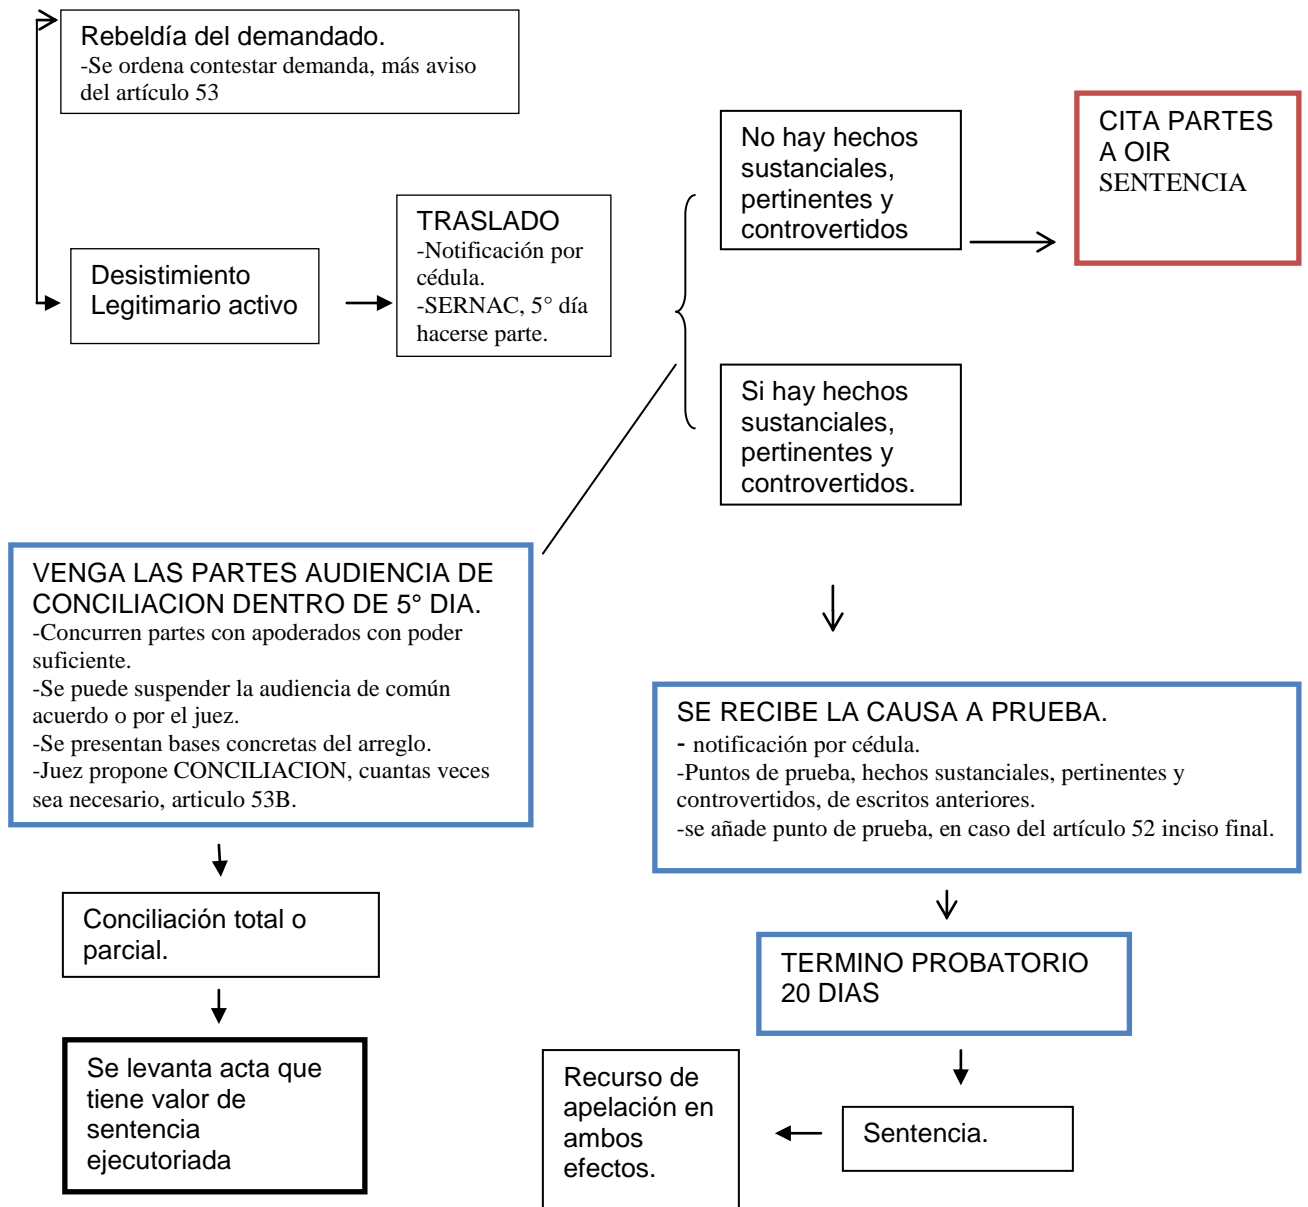 Rebeldía del demandado.
-Se ordena contestar demanda, más aviso
del artículo 53
Desistimiento
Legitimario activo
TRASLADO
-Notificación por
cédula.
-SERNAC, 5° día
hacerse parte.
No hay hechos
sustanciales,
pertinentes y
controvertidos
CITA PARTES
A OIR
SENTENCIA
Si hay hechos
sustanciales,
pertinentes y
controvertidos.
VENGA LAS PARTES AUDIENCIA DE
CONCILIACION DENTRO DE 5° DIA.
-Concurren partes con apoderados con poder
suficiente.
-Se puede suspender la audiencia de común
acuerdo o por el juez.
-Se presentan bases concretas del arreglo.
-Juez propone CONCILIACION, cuantas veces
sea necesario, articulo 53B.
SE RECIBE LA CAUSA A PRUEBA.
- notificación por cédula.
-Puntos de prueba, hechos sustanciales, pertinentes y
controvertidos, de escritos anteriores.
-se añade punto de prueba, en caso del artículo 52 inciso final.
Conciliación total o
parcial.
TERMINO PROBATORIO
20 DIAS
Se levanta acta que
tiene valor de
sentencia
ejecutoriada
Recurso de
apelación en
ambos
efectos.
Sentencia.